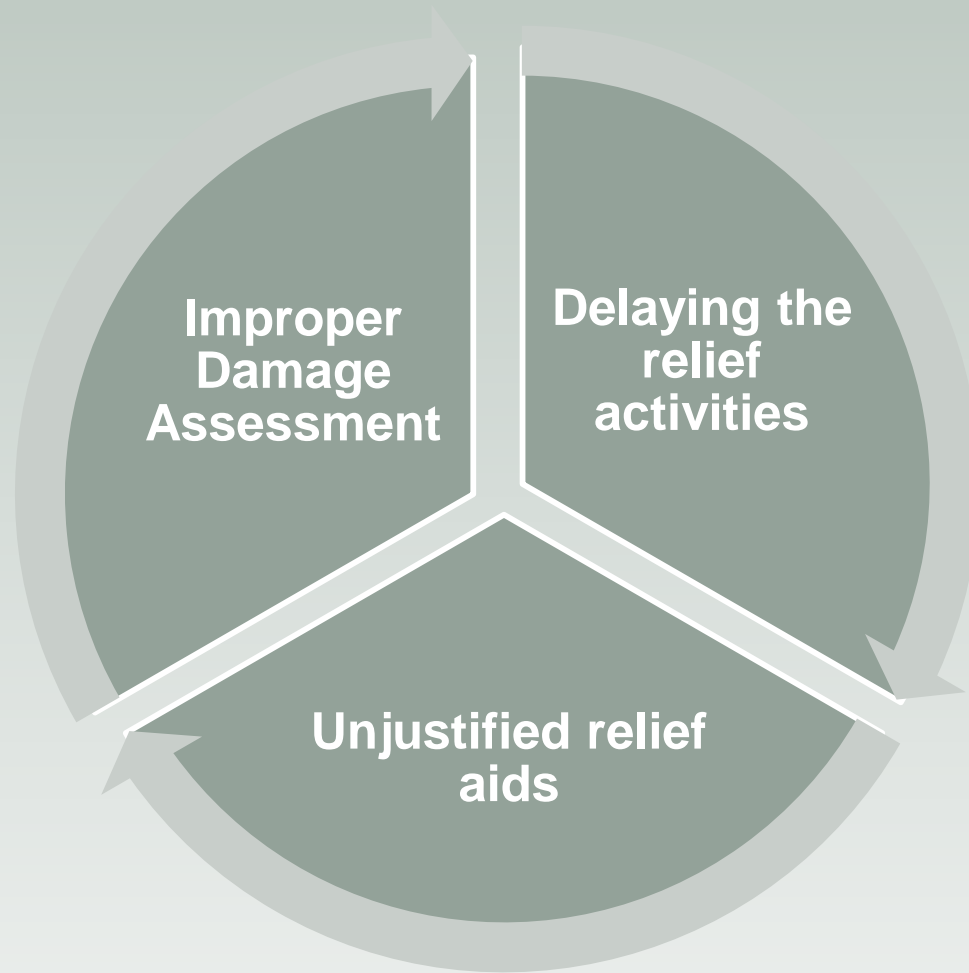 Improper
Damage
Assessment
Delaying the
relief
activities
Unjustified relief
aids